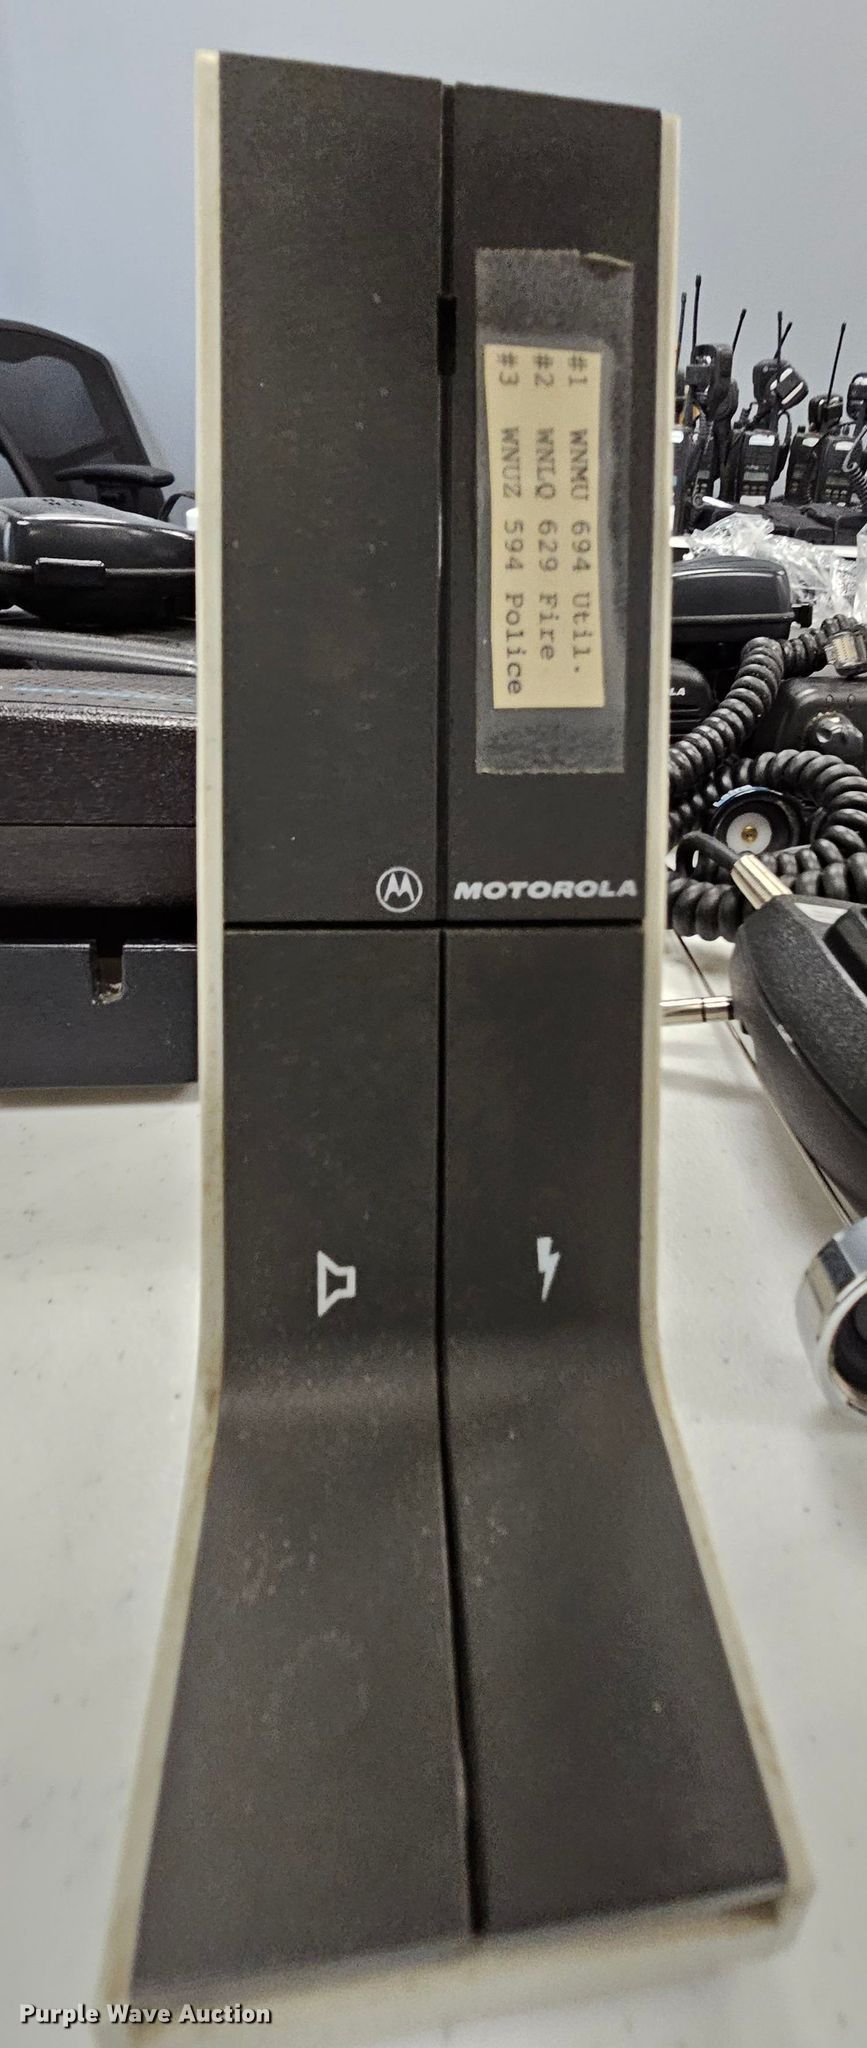 #1 WNMU 694 Util.
#2 WNLQ 629 Fire
#3 WNUZ 594 Police
MOTOROLA
Purple Wave Auction